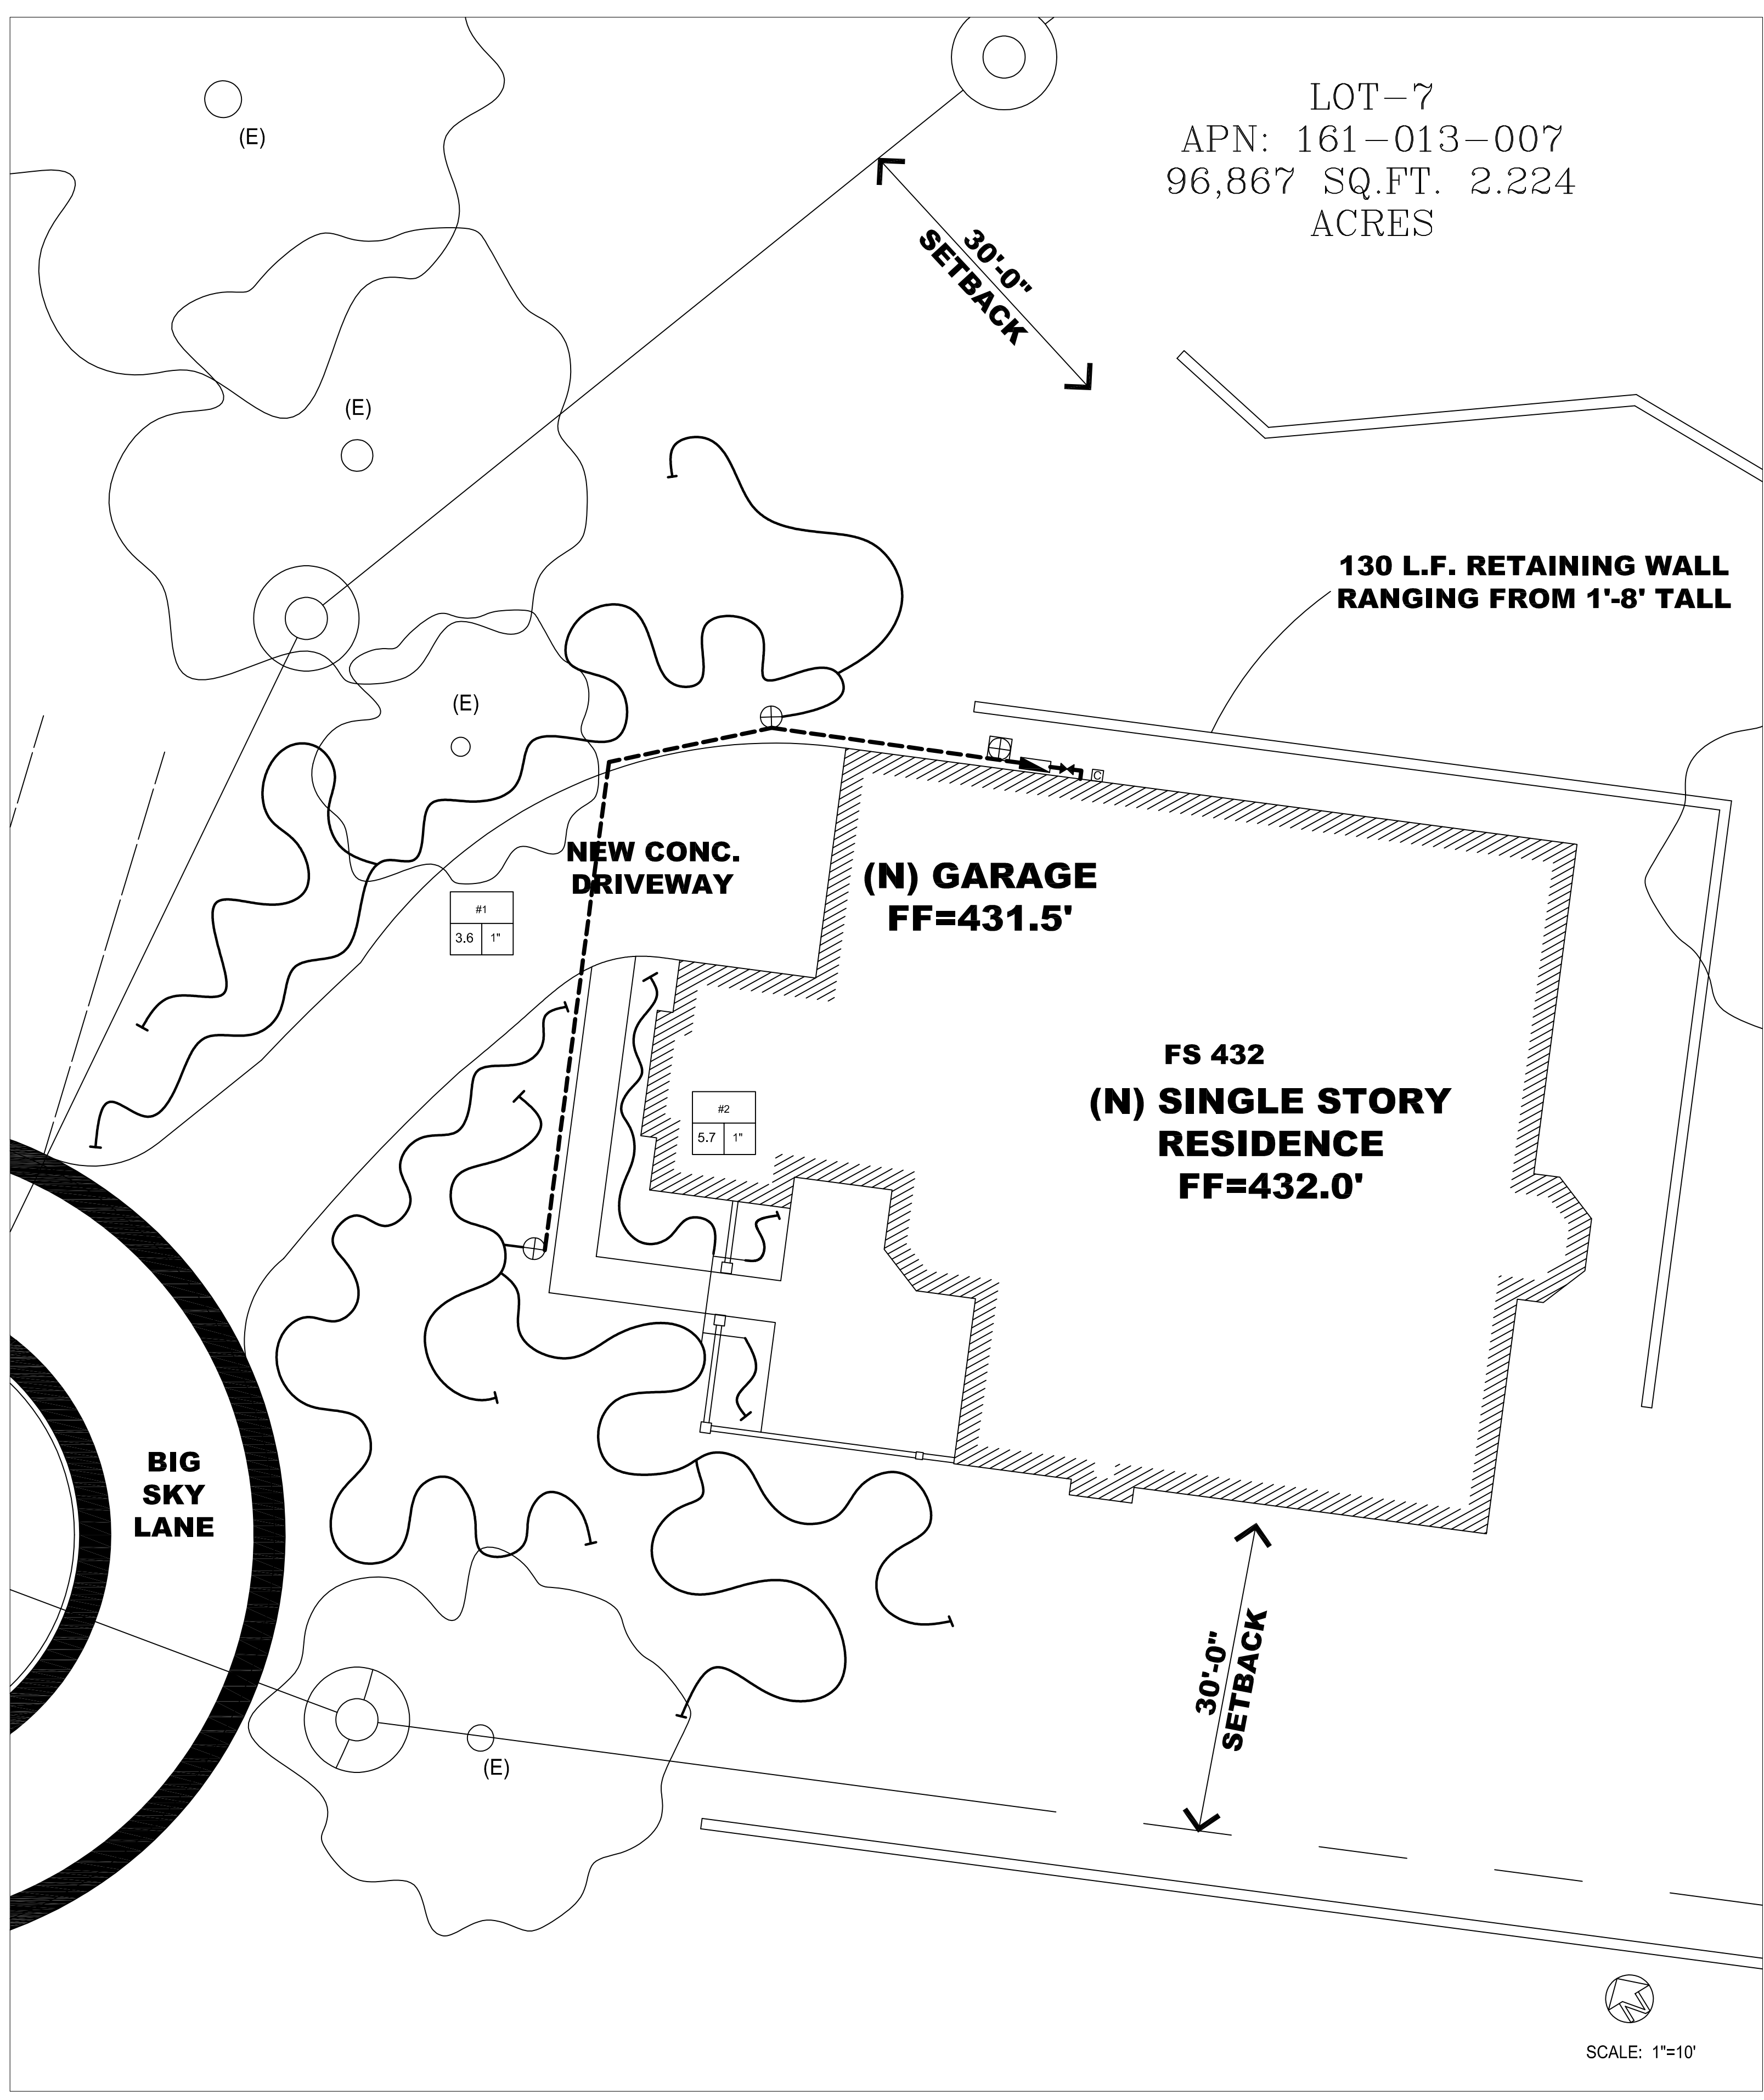 LOT-7
APN: 161-013-007
96,867 SQ.FT. 2.224
ACRES
(E)
30'-0"
SETBACK
(E)
130 L.F. RETAINING WALL
RANGING FROM 1'-8' TALL
(E)
C
NEW CONC.
DRIVEWAY
(N) GARAGE
FF=431.5'
#1
3.6 1"
FS 432
(N) SINGLE STORY
RESIDENCE
FF=432.0'
#2
5.7 1"
BIG
SKY
LANE
30'-0"
SETBACK
(E)
N
SCALE: 1"=10'